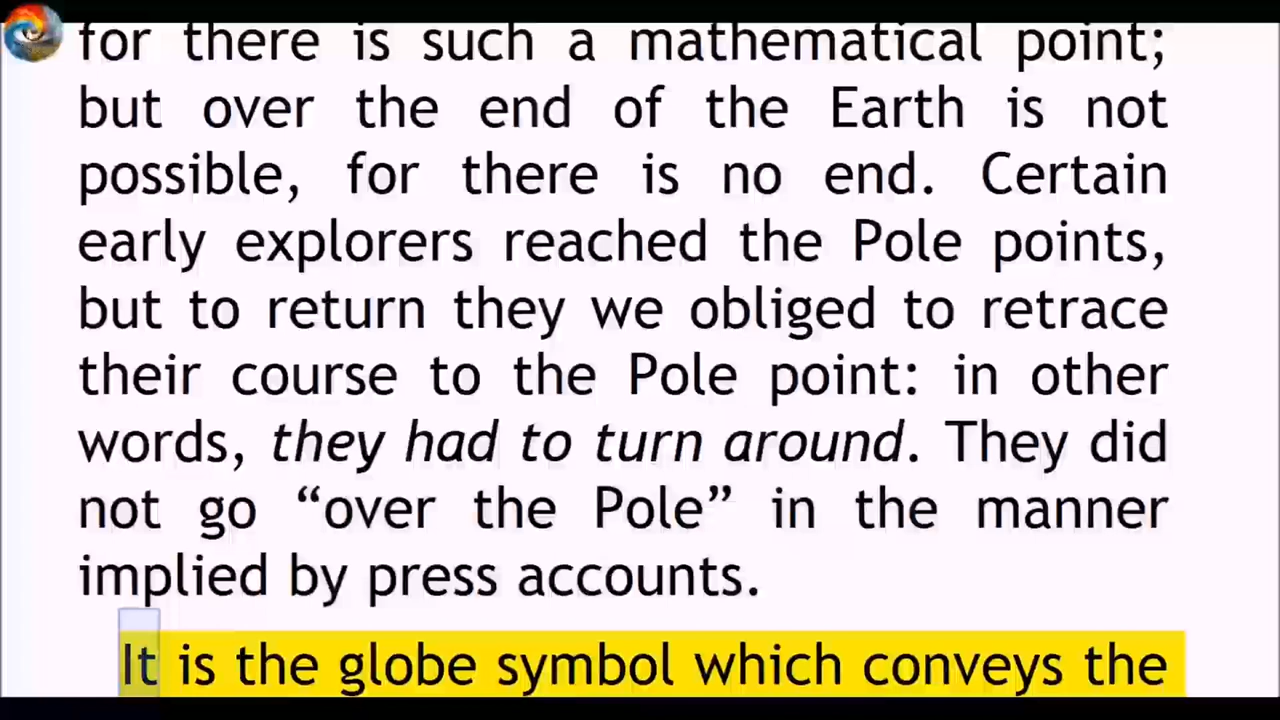 for there is such a mathematical point;
but over the end of the Earth is not
possible, for there is no end. Certain
early explorers reached the Pole points,
but to return they we obliged to retrace
their course to the Pole point: in other
words, they had to turn around. They did
not go “over the Pole” in the manner
implied by press accounts.
It is the globe symbol which conveys the